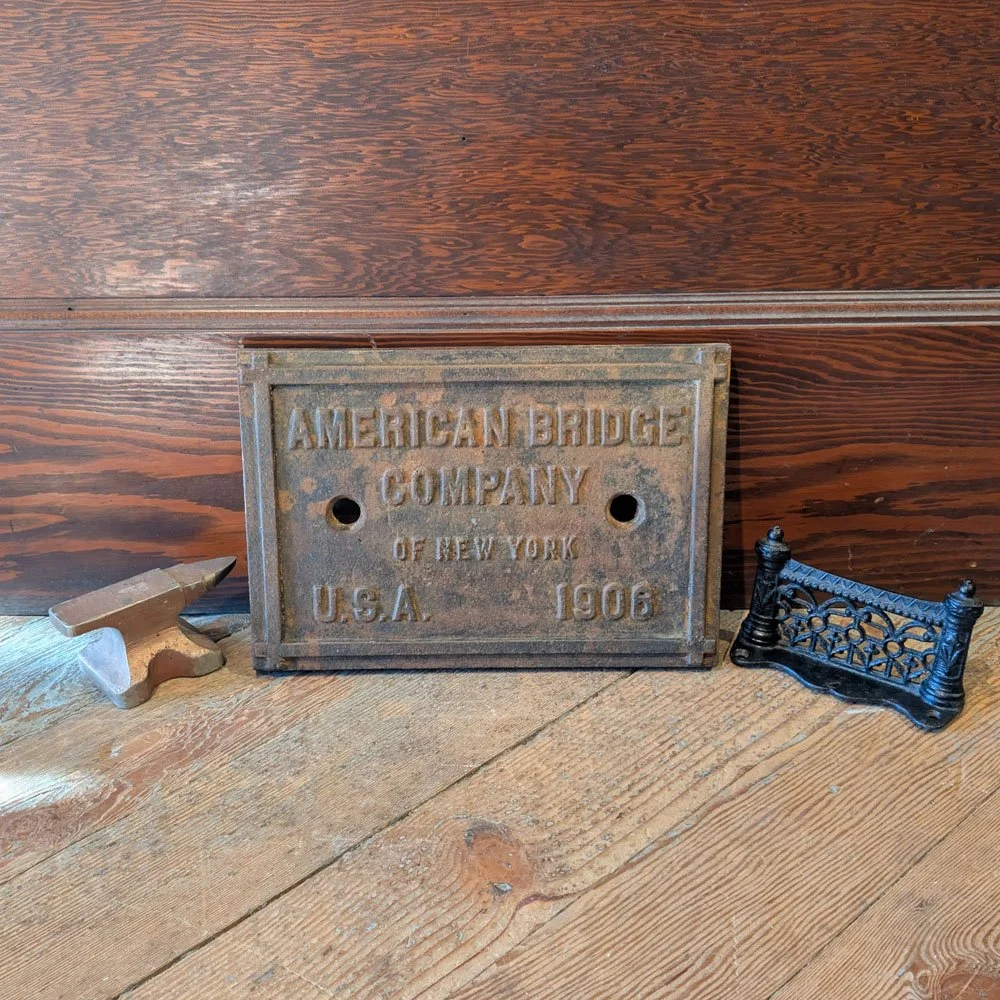 AMERICAN BRIDGE
COMPANY
OF NEW YORK
U.S.A. 1906